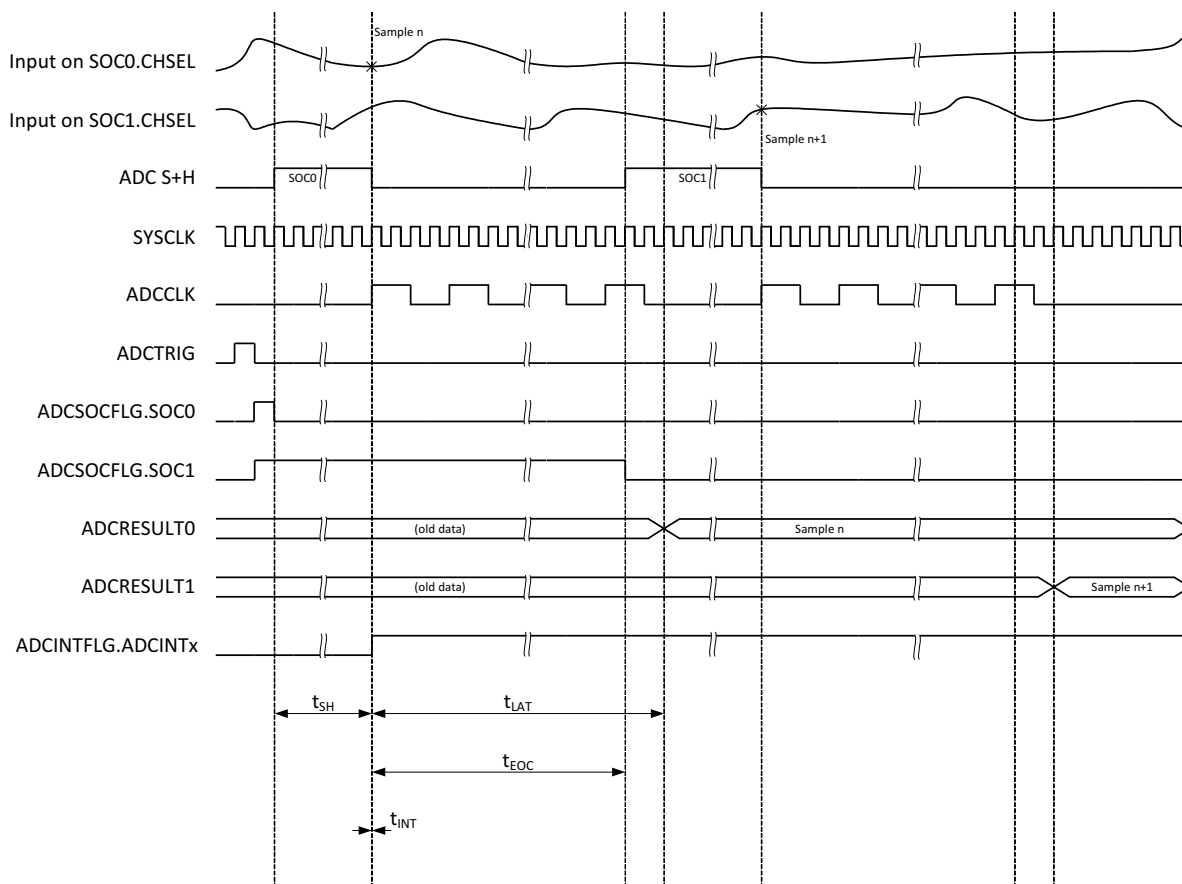 Sample n
Input on SOC0.CHSEL
Input on SOC1.CHSEL
Sample n+1
ADC S+H
SOC0
SOC1
SYSCLK
ADCCLK
ADCTRIG
ADCSOCFLG.SOC0
ADCSOCFLG.SOC1
ADCRESULT0
(old data)
Sample n
ADCRESULT1
(old data)
Sample n+1
ADCINTFLG.ADCINTx
tSH
tLAT
tEOC
tINT